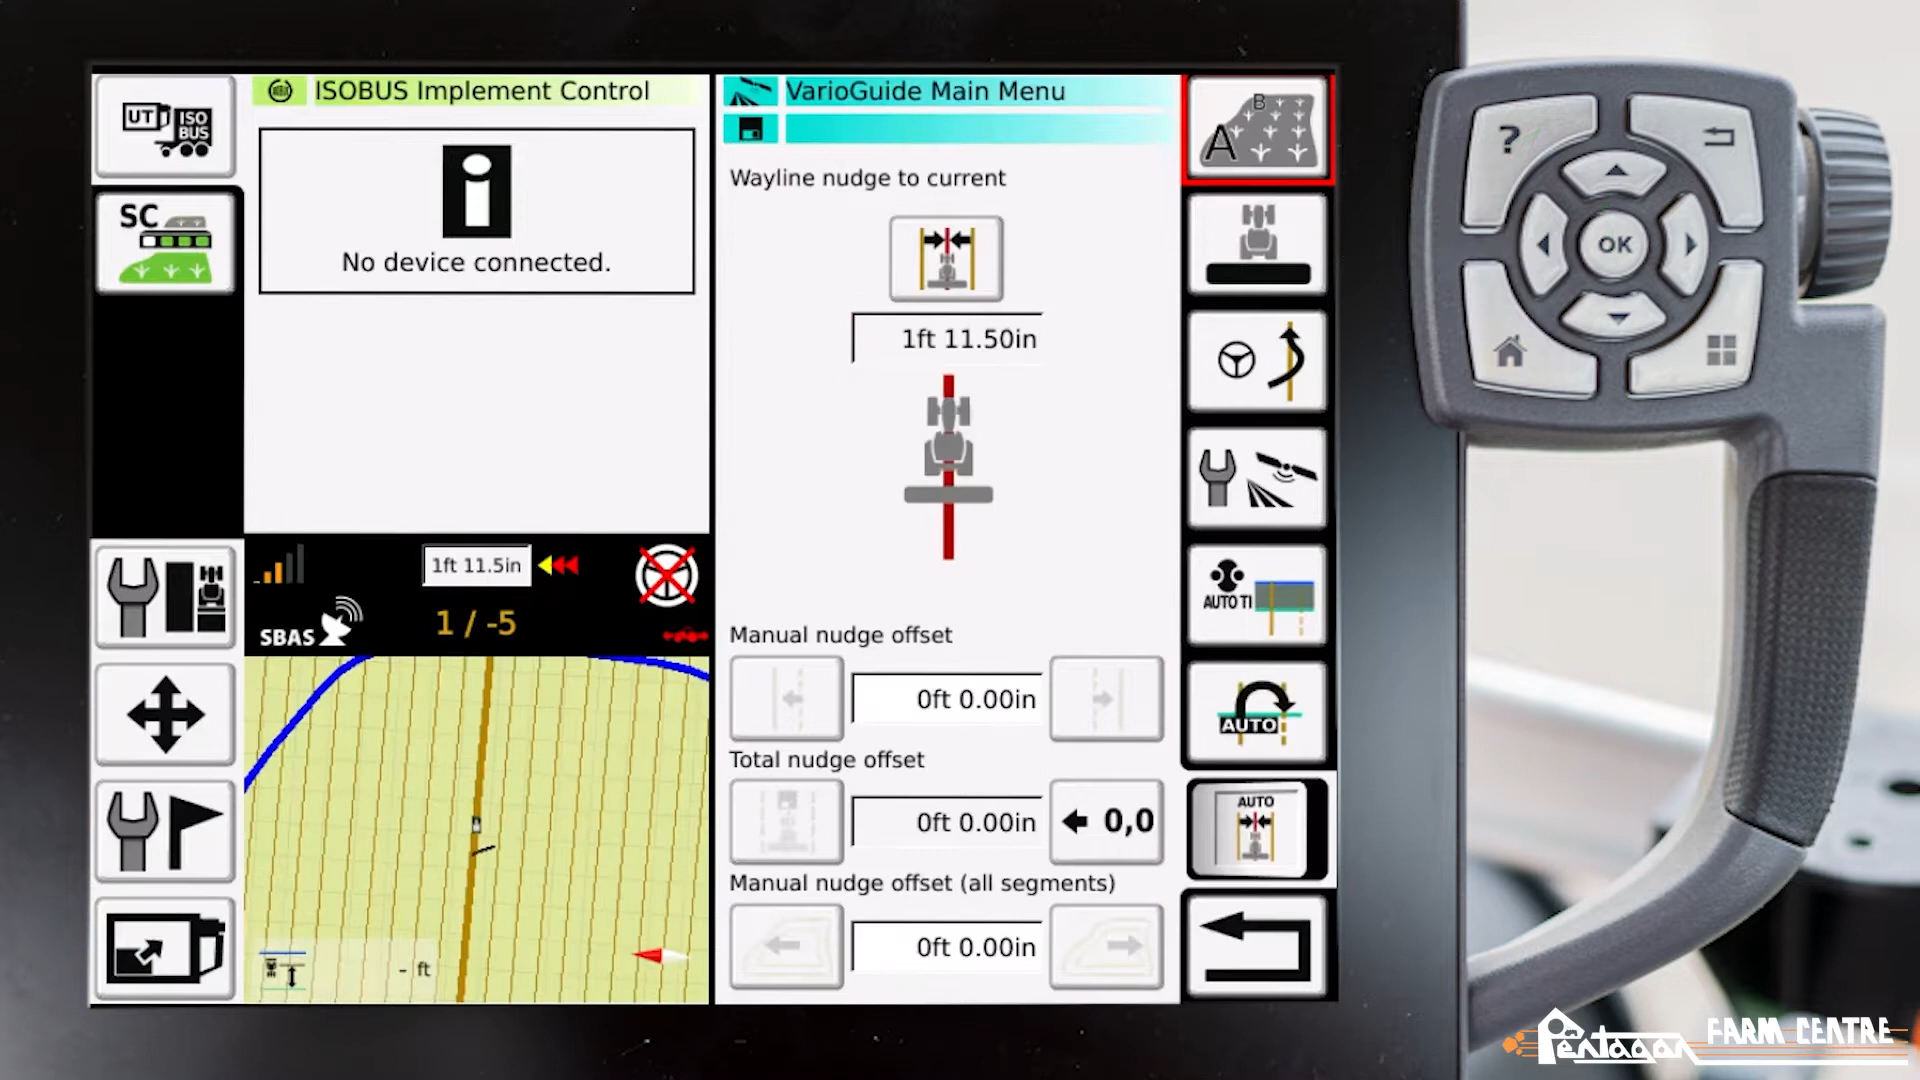 UT
ISO
BUS
SC
ISOBUS Implement Control
No device connected.
1ft 11.5in
SBAS
1 / -5
- ft
VarioGuide Main Menu
Wayline nudge to current
1ft 11.50in
Manual nudge offset
0ft 0.00in
Total nudge offset
0ft 0.00in
0,0
Manual nudge offset (all segments)
0ft 0.00in
A
B
AUTO TI
AUTO
AUTO
?
OK
Pentagon FARM CENTRE